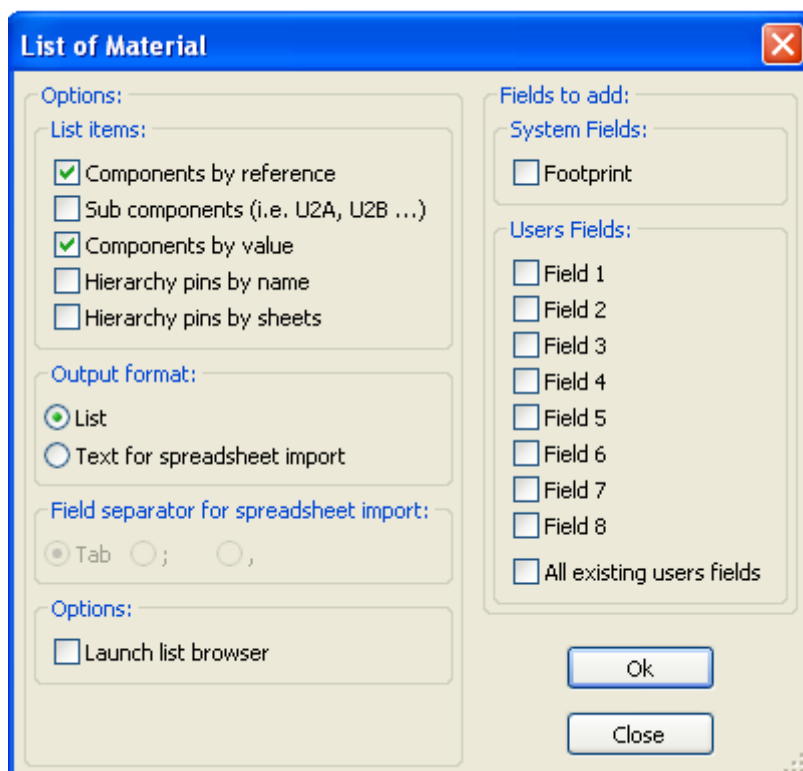 List of Material
Options:
List items:
Components by reference
Sub components (i.e. U2A, U2B ...)
Components by value
Hierarchy pins by name
Hierarchy pins by sheets
Output format:
List
Text for spreadsheet import
Field separator for spreadsheet import:
Tab ; ,
Options:
Launch list browser
Fields to add:
System Fields:
Footprint
Users Fields:
Field 1
Field 2
Field 3
Field 4
Field 5
Field 6
Field 7
Field 8
All existing users fields
Ok
Close